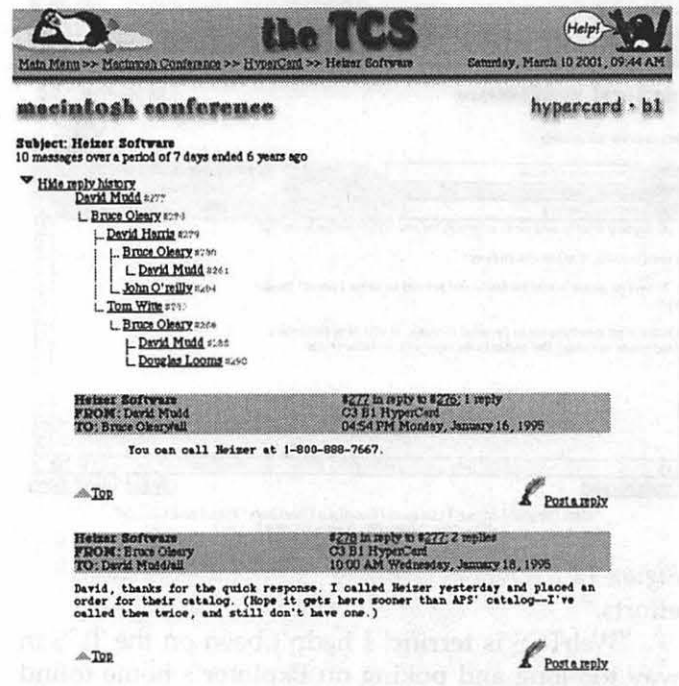 the TCS
Help!
Main Menu >> Macintosh Conference >> HyperCard >> Heizer Software
Saturday, March 10 2001, 09:44 AM
macintosh conference
hypercard • b1
Subject: Heizer Software
10 messages over a period of 7 days ended 6 years ago
Hide reply history
David Mudd #277
Bruce Oleary #278
David Harris #279
Bruce Oleary
David Mudd
John O'reilly
Tom Witte
Bruce Oleary
David Mudd
Douglas Looms
Heizer Software
#277 in reply to #276; 1 reply
FROM: David Mudd
C3 B1 HyperCard
TO: Bruce Oleary/all
04:54 PM Monday, January 16, 1995
You can call Heizer at 1-800-888-7667.
Top
Post a reply
Heizer Software
#278 in reply to #277; 2 replies
FROM: Bruce Oleary
C3 B1 HyperCard
TO: David Mudd/all
10:00 AM Wednesday, January 18, 1995
David, thanks for the quick response. I called Heizer yesterday and placed an
order for their catalog. (Hope it gets here sooner than APS' catalog--I've
called them twice, and still don't have one.)
Top
Post a reply